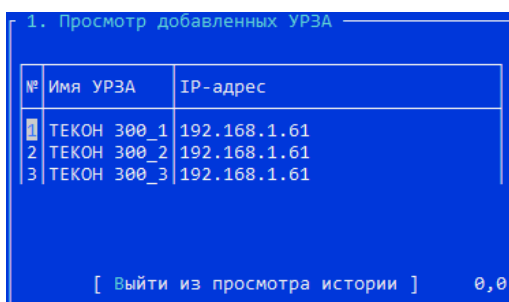 1. Просмотр добавленных УРЗА
№ Имя УРЗА IP-адрес
1 ТЕКОН 300_1 192.168.1.61
2 ТЕКОН 300_2 192.168.1.61
3 ТЕКОН 300_3 192.168.1.61
[ Выйти из просмотра истории ] 0,0